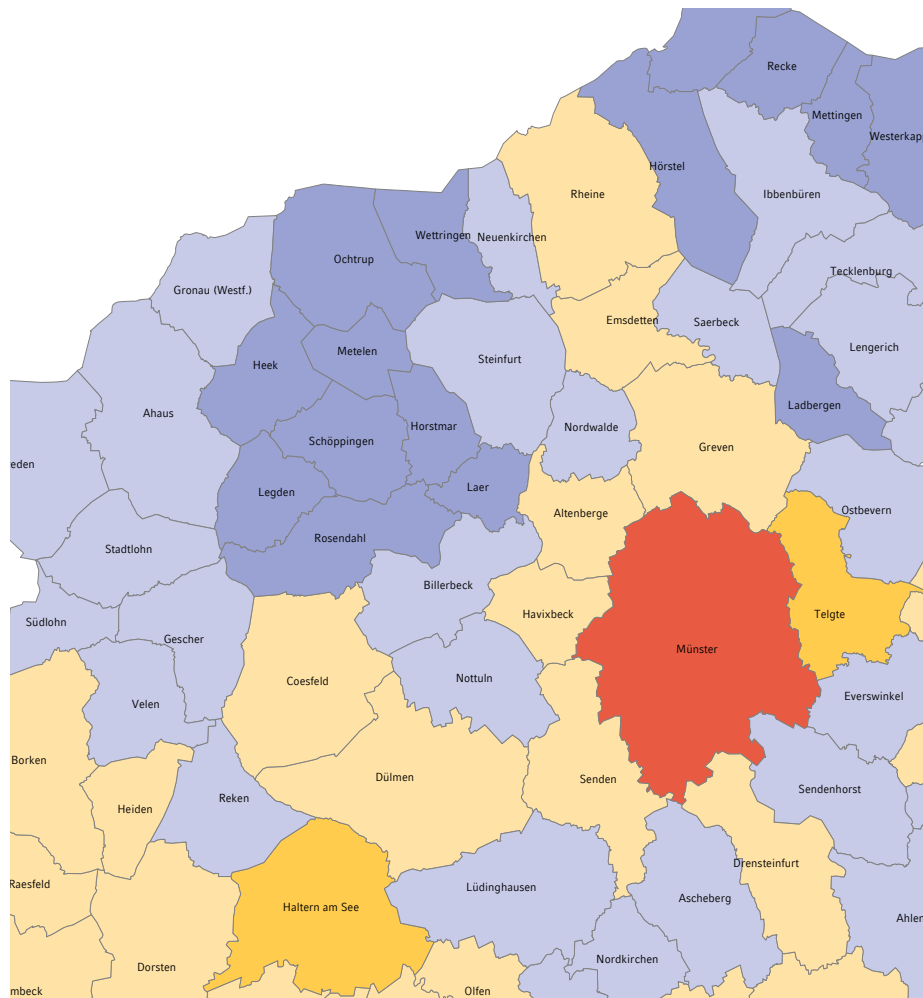 Recke
Mettingen
Westerkap
Hörstel
Rheine
Ibbenbüren
Wettringen
Neuenkirchen
Ochtrup
Tecklenburg
Gronau (Westf.)
Emsdetten
Saerbeck
Lengerich
Metelen
Steinfurt
Heek
Ladbergen
Ahaus
Horstmar
Nordwalde
Schöppingen
Greven
eden
Laer
Legden
Altenberge
Ostbevern
Rosendahl
Stadtlohn
Billerbeck
Havixbeck
Telgte
Südlohn
Gescher
Münster
Nottuln
Coesfeld
Everswinkel
Velen
Borken
Dülmen
Senden
Sendenhorst
Reken
Heiden
Drensteinfurt
Raesfeld
Lüdinghausen
Ascheberg
Haltern am See
Ahlen
Nordkirchen
Dorsten
mbeck
Olfen